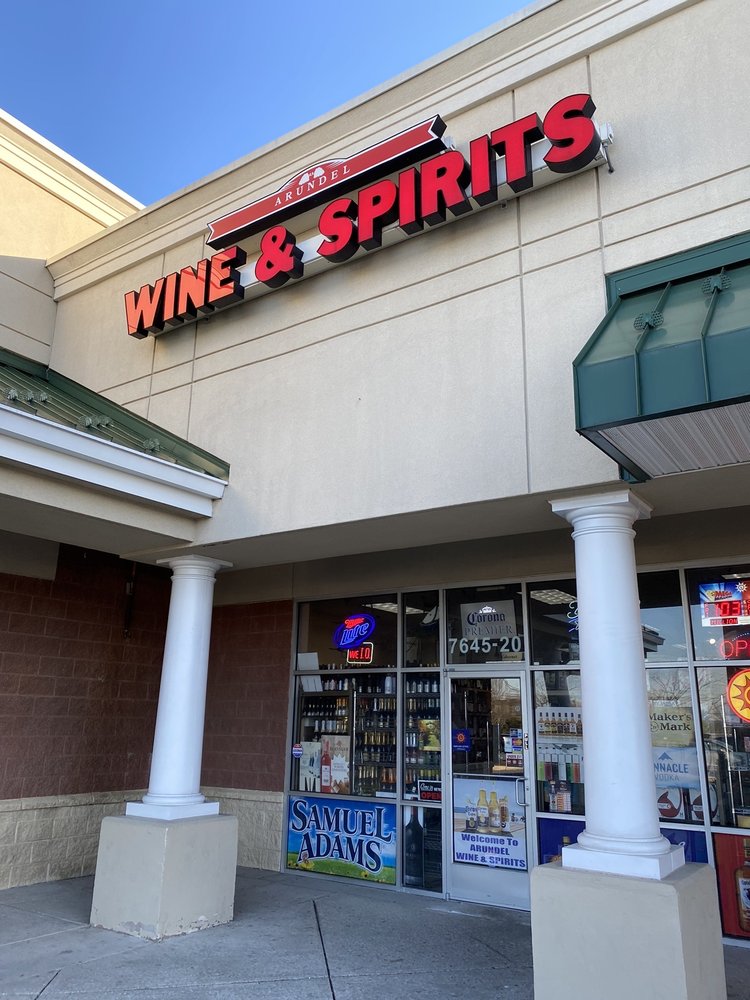 ARUNDEL
WINE & SPIRITS
Miller
Lite
WE I.D.
Corona
PREMIER
7645-20
OPEN
SAMUEL
ADAMS
Welcome To
ARUNDEL
WINE & SPIRITS
Maker's
Mark
PINNACLE
VODKA